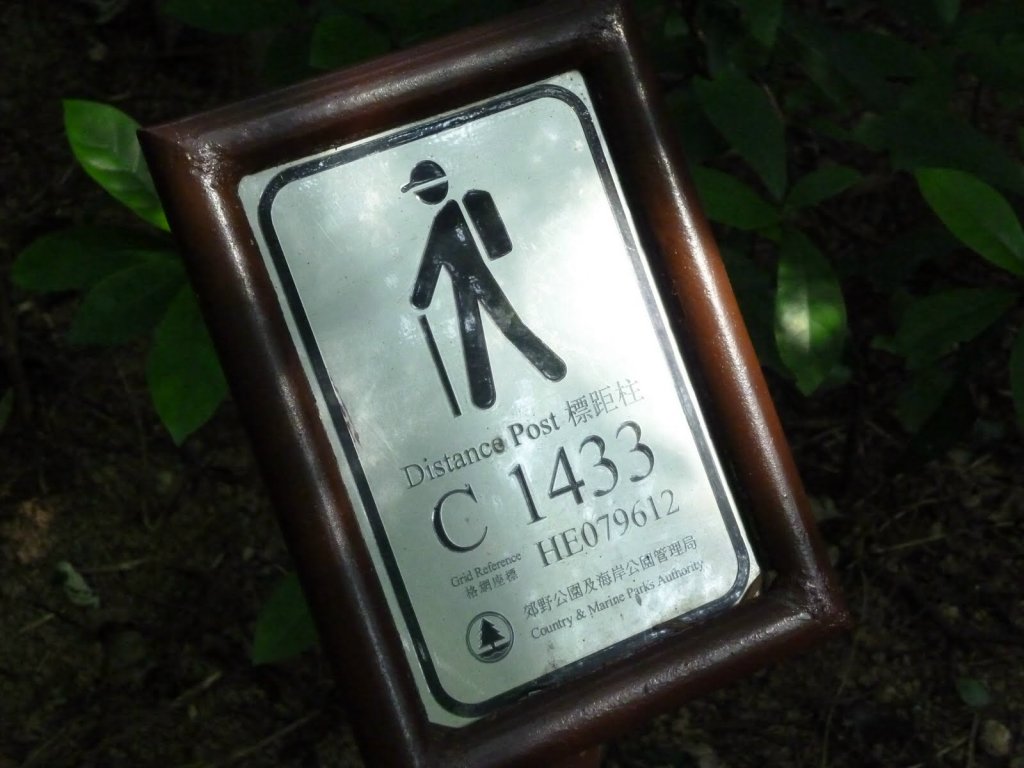 Distance Post 標距柱
C 1433
Grid Reference HE079612
格網座標
郊野公園及海岸公園管理局
Country & Marine Parks Authority